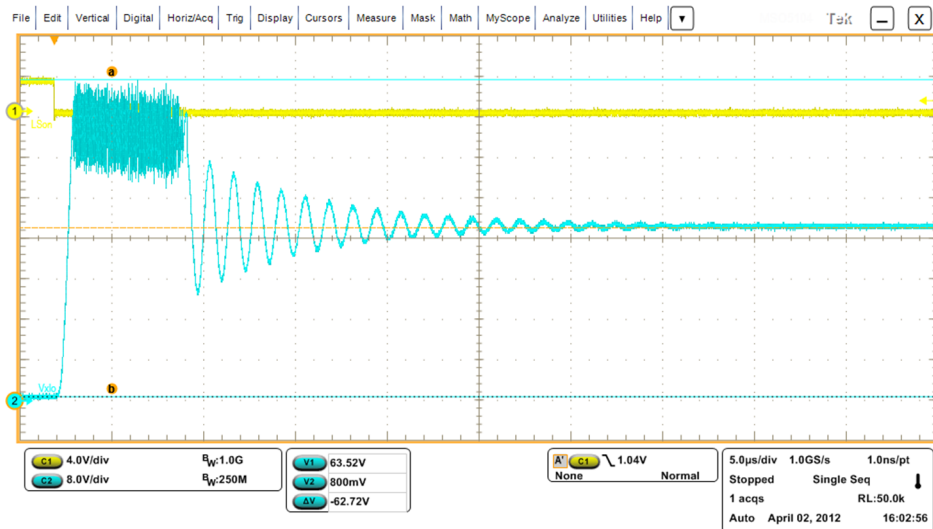 File Edit Vertical Digital Horiz/Acq Trig Display Cursors Measure Mask Math MyScope Analyze Utilities Help Tek X
a
1
LSon
Vxfo
b
2
C1 4.0V/div BW:1.0G
C2 8.0V/div BW:250M
V1 63.52V
V2 800mV
ΔV -62.72V
A' C1 1.04V
None Normal
5.0µs/div 1.0GS/s 1.0ns/pt
Stopped Single Seq
1 acqs RL:50.0k
Auto April 02, 2012 16:02:56